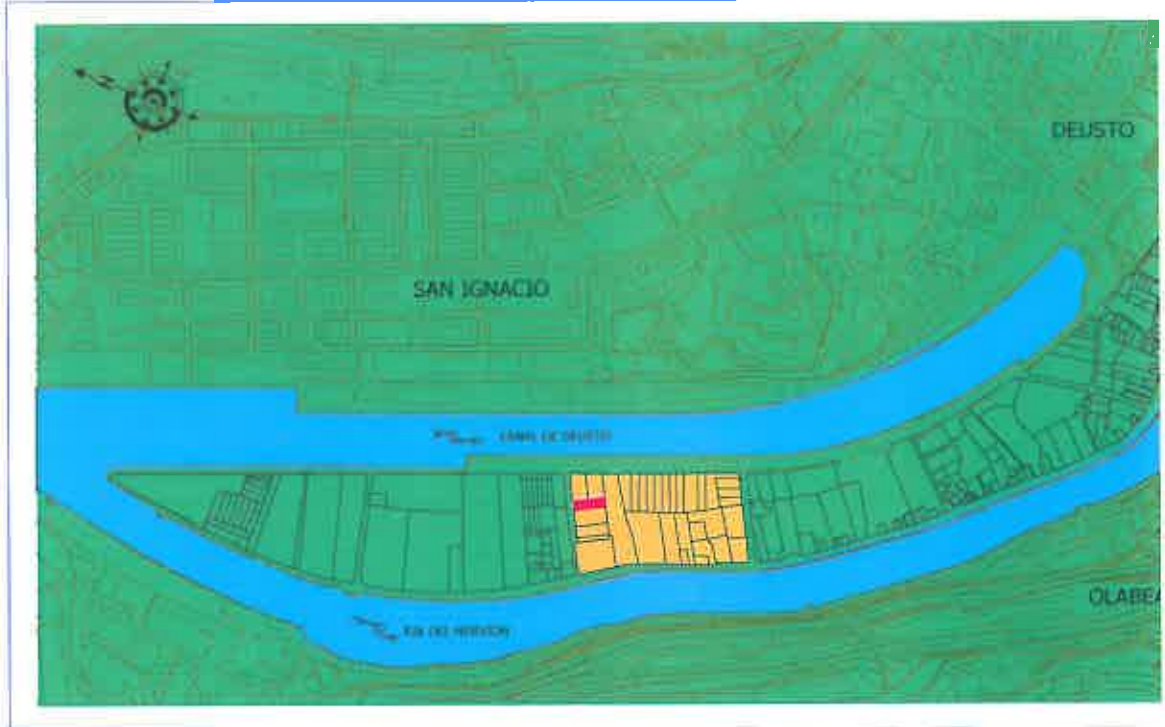 DEUSTO
SAN IGNACIO
CANAL DE DEUSTO
RIA DEL NERVION
OLABEA